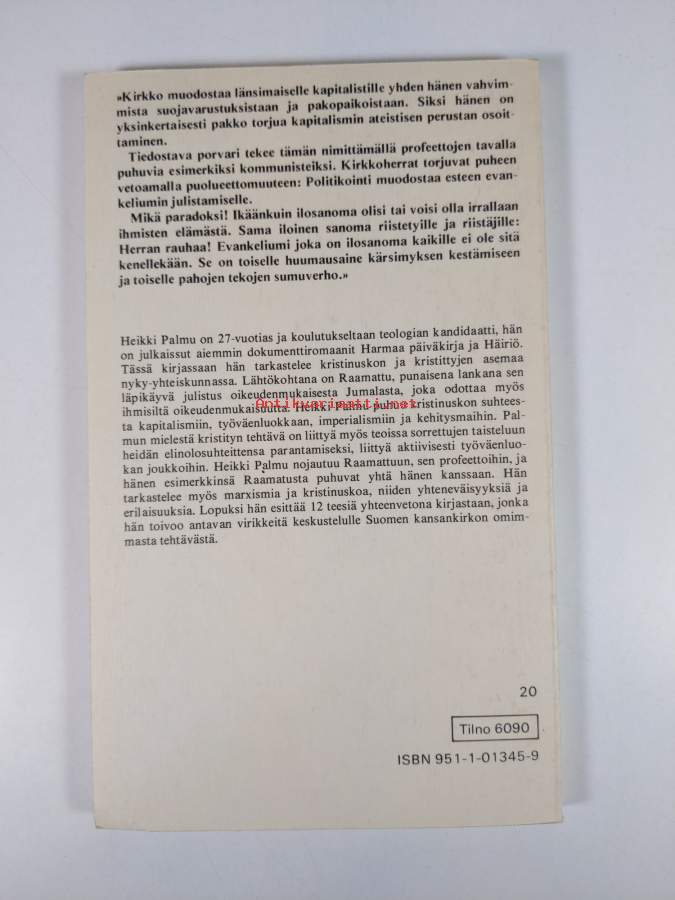 »Kirkko muodostaa länsimaiselle kapitalistille yhden hänen vahvim-
mista suojavarustuksistaan ja pakopaikoistaan. Siksi hänen on
yksinkertaisesti pakko torjua kapitalismin ateistisen perustan osoit-
taminen.
Tiedostava porvari tekee tämän nimittämällä profeettojen tavalla
puhuvia esimerkiksi kommunisteiksi. Kirkkoherrat torjuvat puheen
vetoamalla puolueettomuuteen: Politikointi muodostaa esteen evan-
keliumin julistamiselle.
Mikä paradoksi! Ikäänkuin ilosanoma olisi tai voisi olla irrallaan
ihmisten elämästä. Sama iloinen sanoma riistetyille ja riistäjille:
Herran rauhaa! Evankeliumi joka on ilosanoma kaikille ei ole sitä
kenellekään. Se on toiselle huumausaine kärsimyksen kestämiseen
ja toiselle pahojen tekojen sumuverho.»
Heikki Palmu on 27-vuotias ja koulutukseltaan teologian kandidaatti, hän
on julkaissut aiemmin dokumenttiromaanit Harmaa päiväkirja ja Häiriö.
Tässä kirjassaan hän tarkastelee kristinuskon ja kristittyjen asemaa
nyky-yhteiskunnassa. Lähtökohtana on Raamattu, punaisena lankana sen
läpikäyvä julistus oikeudenmukaisesta Jumalasta, joka odottaa myös
ihmisiltä oikeudenmukaisuutta. Heikki Palmu puhuu kristinuskon suhtees-
Antikvariaatti.net
ta kapitalismiin, työväenluokkaan, imperialismiin ja kehitysmaihin. Pal-
mun mielestä kristityn tehtävä on liittyä myös teoissa sorrettujen taisteluun
heidän elinolosuhteittensa parantamiseksi, liittyä aktiivisesti työväenluo-
kan joukkoihin. Heikki Palmu nojautuu Raamattuun, sen profeettoihin, ja
hänen esimerkkinsä Raamatusta puhuvat yhtä hänen kanssaan. Hän
tarkastelee myös marxismia ja kristinuskoa, niiden yhteneväisyyksiä ja
erilaisuuksia. Lopuksi hän esittää 12 teesiä yhteenvetona kirjastaan, jonka
hän toivoo antavan virikkeitä keskustelulle Suomen kansankirkon omim-
masta tehtävästä.
20
Tilno 6090
ISBN 951-1-01345-9